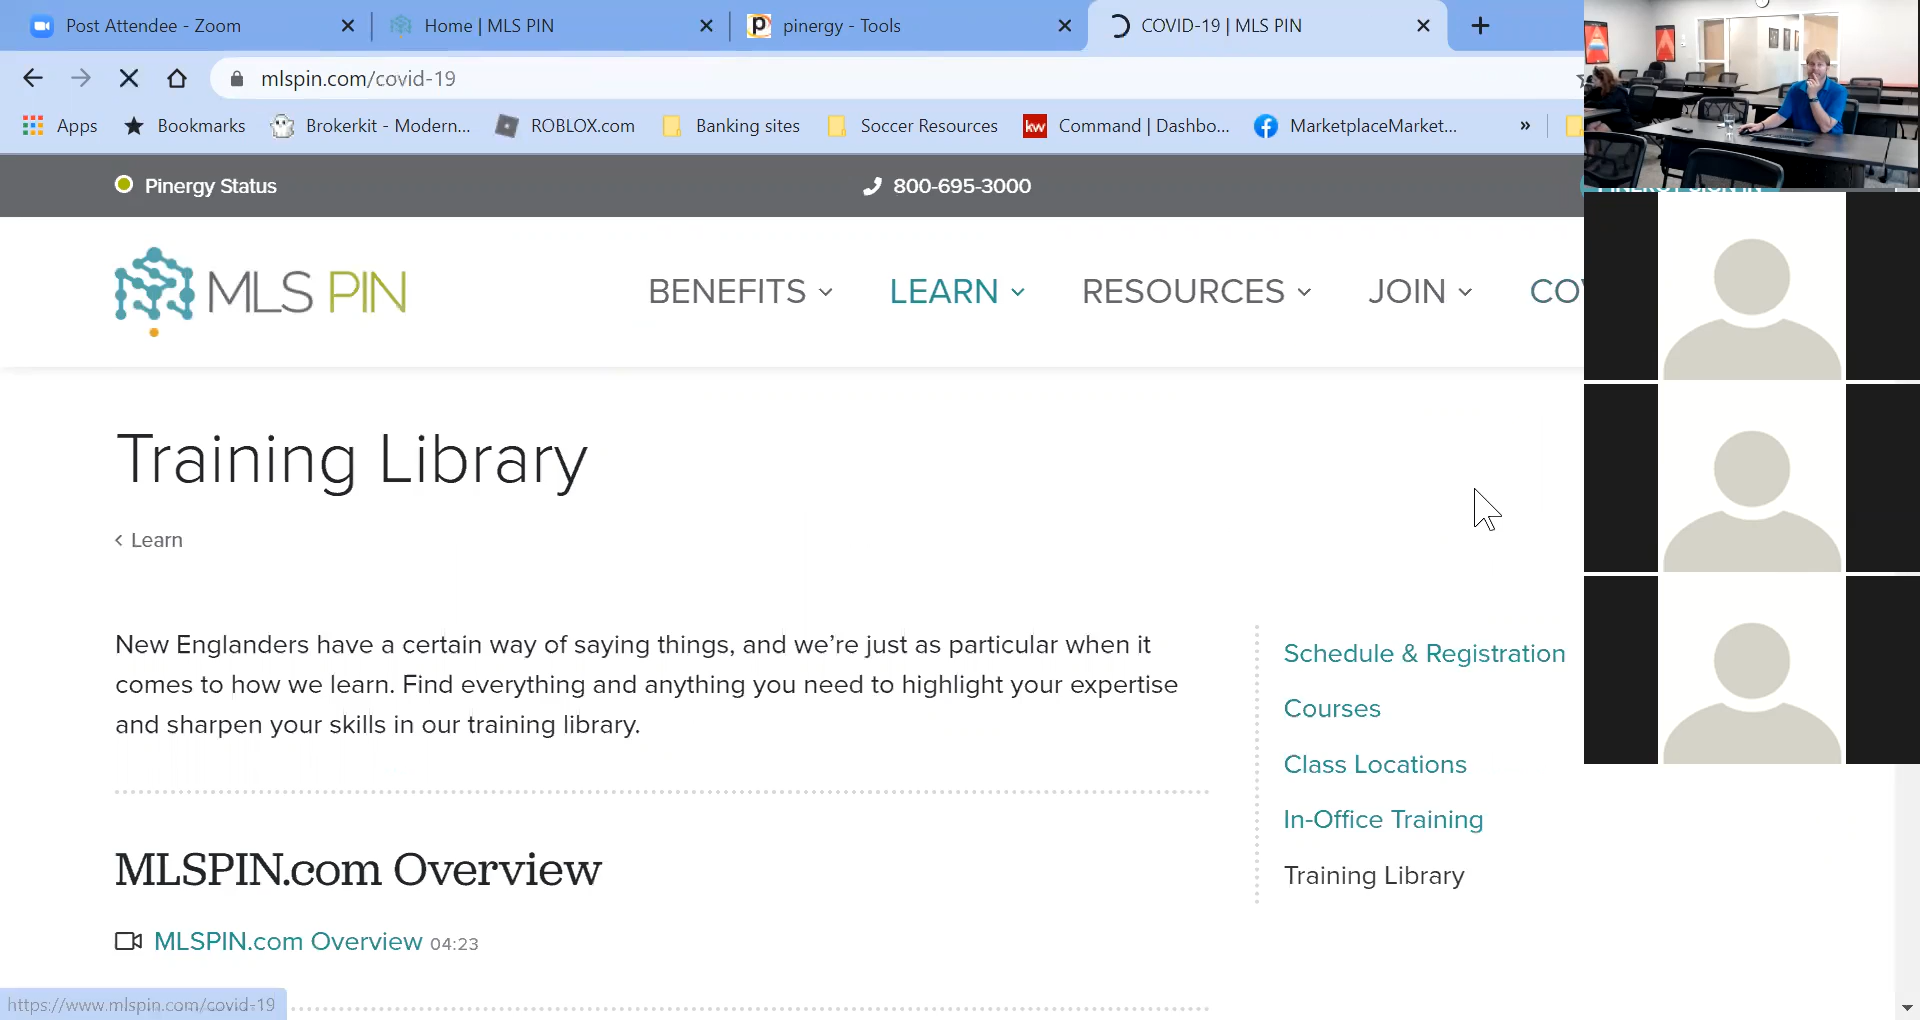 Post Attendee - Zoom
Home | MLS PIN
pinergy - Tools
COVID-19 | MLS PIN
mlspin.com/covid-19
Apps
Bookmarks
Brokerkit - Modern...
ROBLOX.com
Banking sites
Soccer Resources
kw
Command | Dashbo...
MarketplaceMarket...
»
Pinergy Status
800-695-3000
MLS PIN
BENEFITS
LEARN
RESOURCES
JOIN
Training Library
< Learn
New Englanders have a certain way of saying things, and we’re just as particular when it
comes to how we learn. Find everything and anything you need to highlight your expertise
and sharpen your skills in our training library.
Schedule & Registration
Courses
Class Locations
In-Office Training
Training Library
MLSPIN.com Overview
MLSPIN.com Overview 04:23
https://www.mlspin.com/covid-19